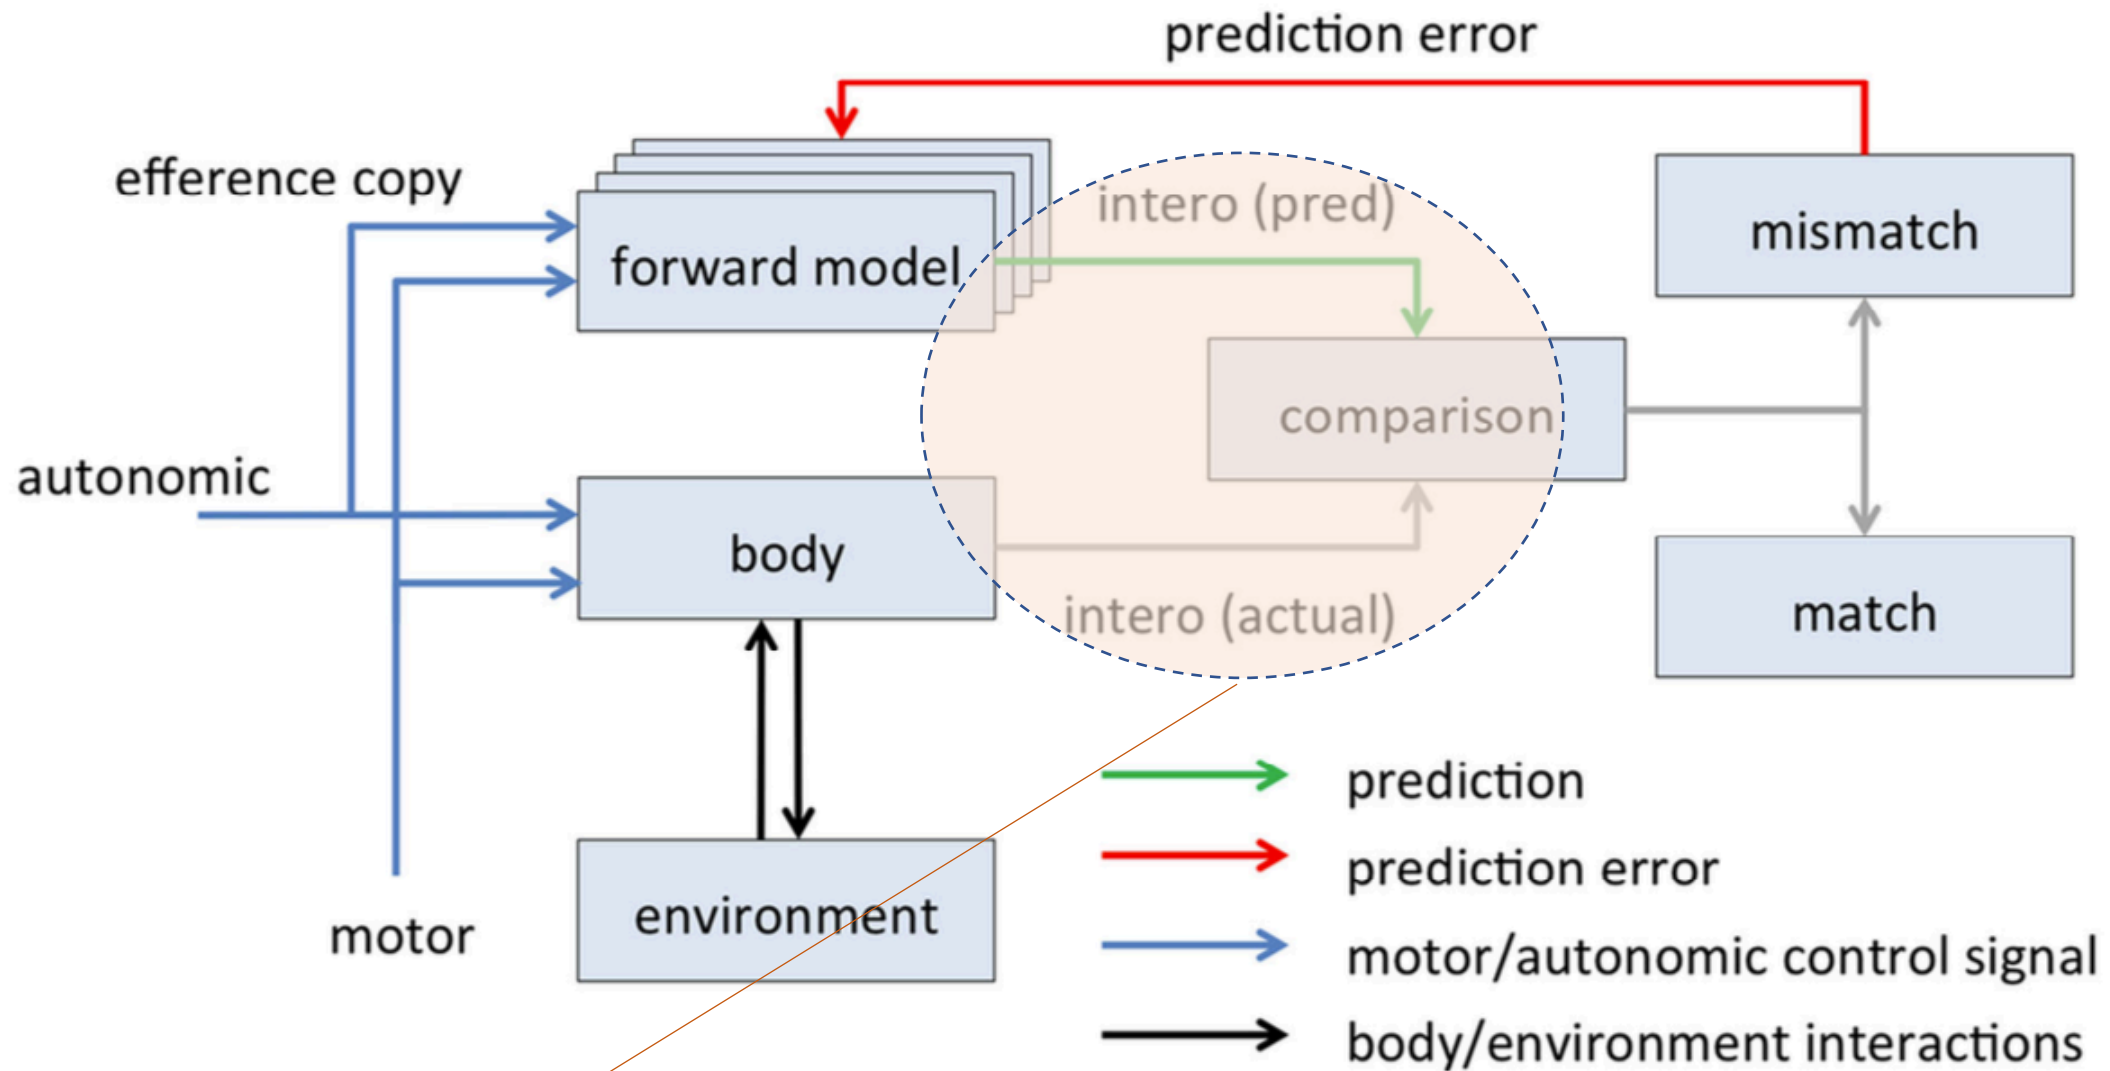 prediction error
efference copy
intero (pred)
mismatch
forward model
comparison
autonomic
body
intero (actual)
match
prediction
prediction error
environment
motor
motor/autonomic control signal
body/environment interactions